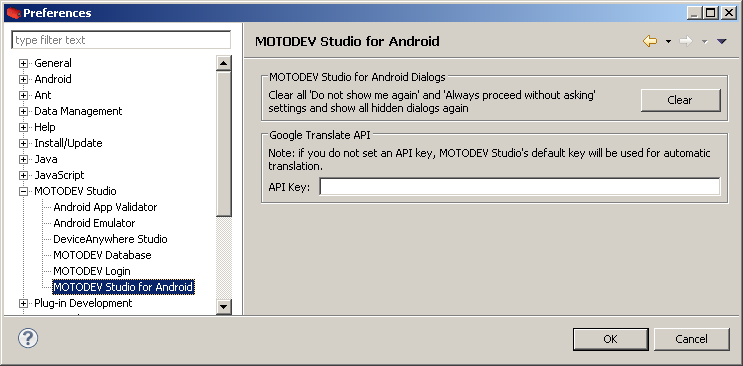 Preferences
type filter text
General
Android
Ant
Data Management
Help
Install/Update
Java
JavaScript
MOTODEV Studio
Android App Validator
Android Emulator
DeviceAnywhere Studio
MOTODEV Database
MOTODEV Login
MOTODEV Studio for Android
Plug-in Development
MOTODEV Studio for Android
MOTODEV Studio for Android Dialogs
Clear all 'Do not show me again' and 'Always proceed without asking'
settings and show all hidden dialogs again
Clear
Google Translate API
Note: if you do not set an API key, MOTODEV Studio's default key will be used for automatic
translation.
API Key:
?
OK
Cancel